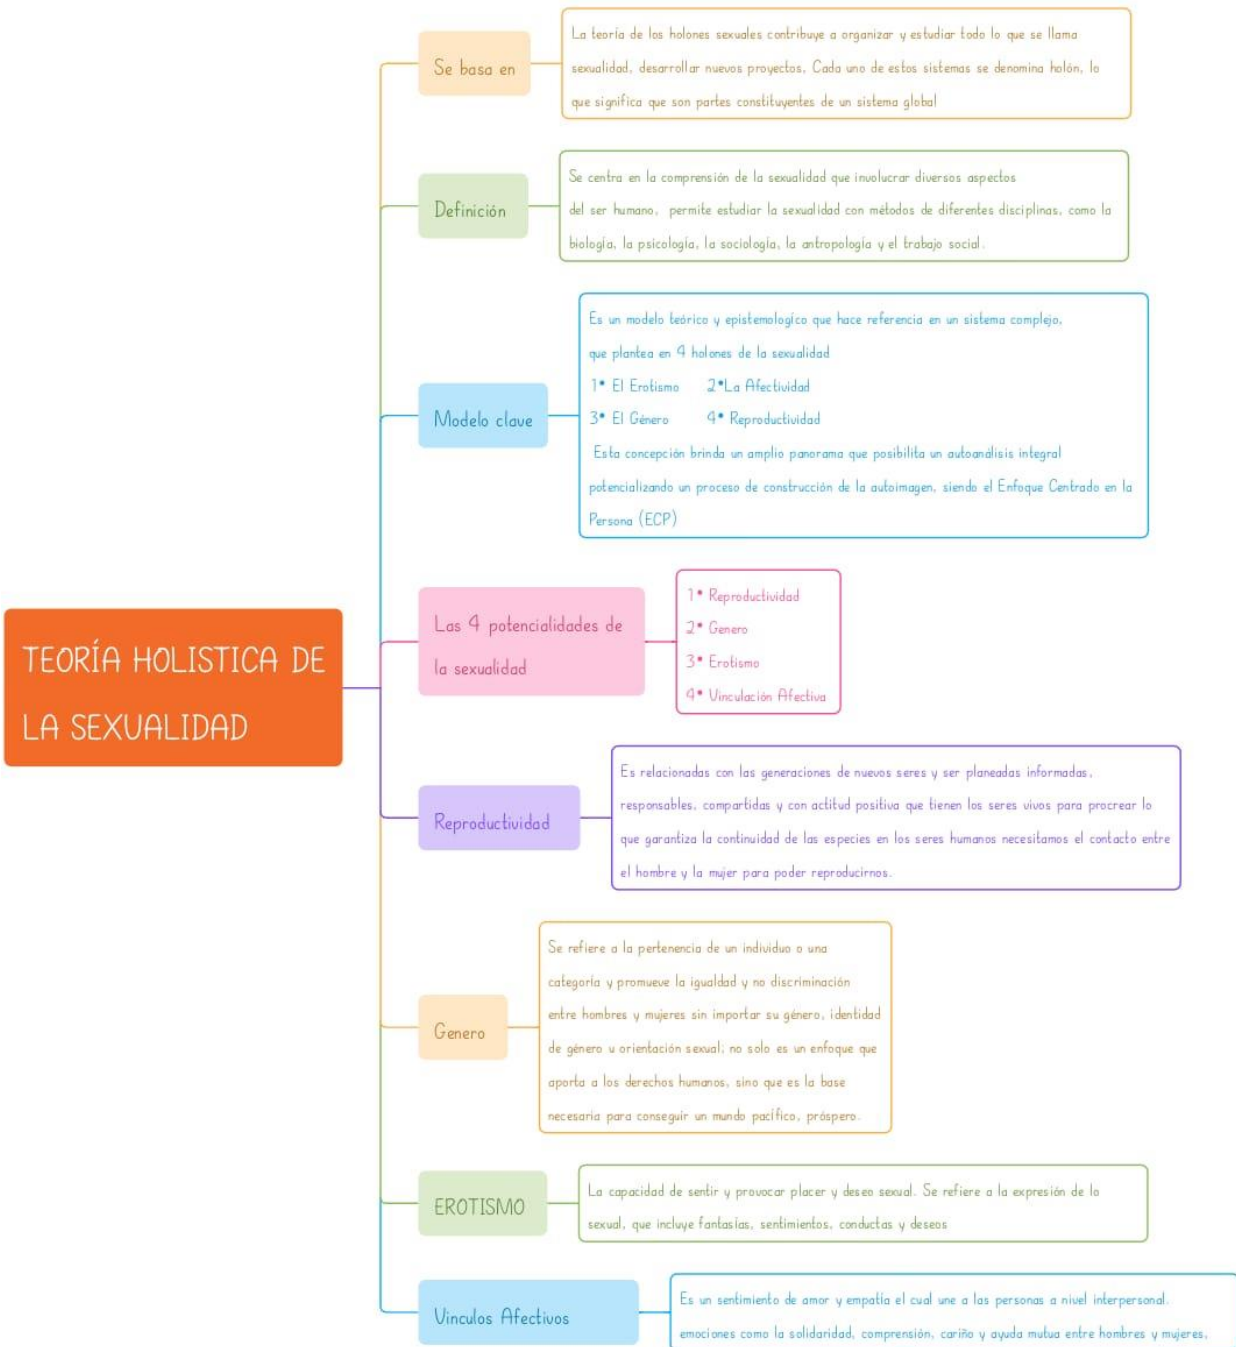 Se basa en
La teoría de los holones sexuales contribuye a organizar y estudiar todo lo que se llama
sexualidad, desarrollar nuevos proyectos, Cada uno de estos sistemas se denomina holón, lo
que significa que son partes constituyentes de un sistema global
Definición
Se centra en la comprensión de la sexualidad que involucrar diversos aspectos
del ser humano, permite estudiar la sexualidad con métodos de diferentes disciplinas, como la
biología, la psicología, la sociología, la antropología y el trabajo social.
Modelo clave
Es un modelo teórico y epistemologíco que hace referencia en un sistema complejo,
que plantea en 4 holones de la sexualidad
1• El Erotismo 2•La Afectividad
3• El Género 4• Reproductividad
Esta concepción brinda un amplio panorama que posibilita un autoanálisis integral
potencializando un proceso de construcción de la autoimagen, siendo el Enfoque Centrado en la
Persona (ECP)
TEORÍA HOLISTICA DE
LA SEXUALIDAD
Las 4 potencialidades de
la sexualidad
1• Reproductividad
2• Genero
3• Erotismo
4• Vinculación Afectiva
Reproductividad
Es relacionadas con las generaciones de nuevos seres y ser planeadas informadas,
responsables, compartidas y con actitud positiva que tienen los seres vivos para procrear lo
que garantiza la continuidad de las especies en los seres humanos necesitamos el contacto entre
el hombre y la mujer para poder reproducirnos.
Genero
Se refiere a la pertenencia de un individuo o una
categoría y promueve la igualdad y no discriminación
entre hombres y mujeres sin importar su género, identidad
de género u orientación sexual; no solo es un enfoque que
aporta a los derechos humanos, sino que es la base
necesaria para conseguir un mundo pacífico, próspero.
EROTISMO
La capacidad de sentir y provocar placer y deseo sexual. Se refiere a la expresión de lo
sexual, que incluye fantasías, sentimientos, conductas y deseos
Vinculos Afectivos
Es un sentimiento de amor y empatía el cual une a las personas a nivel interpersonal.
emociones como la solidaridad, comprensión, cariño y ayuda mutua entre hombres y mujeres,